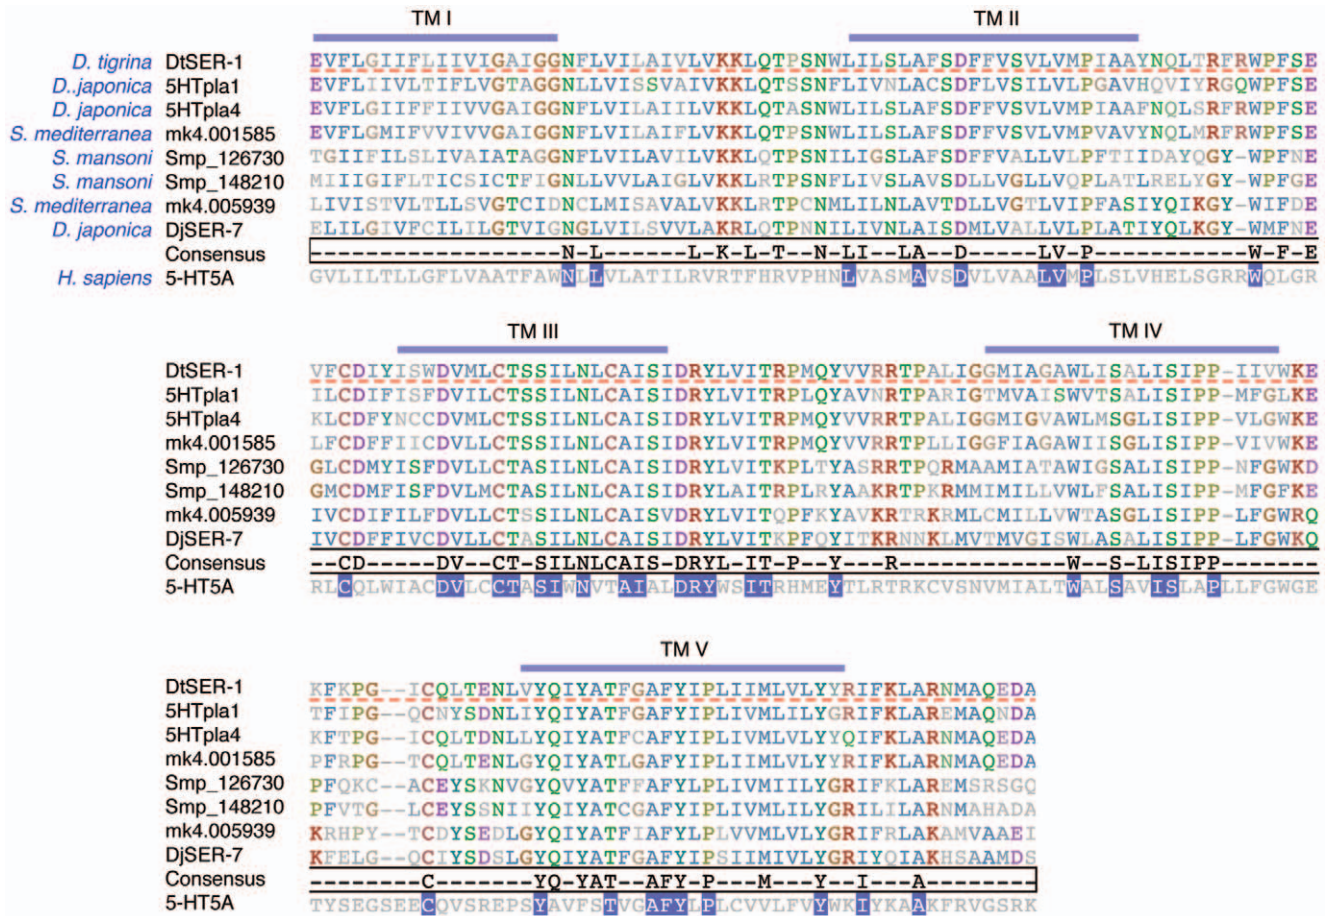 TM I TM II
D. tigrina DtSER-1 EVFLGIIFLIIVIGAIGGNFLVILAIVLVKKLQTPSNWLILSLAFSDFFVSVLVMPIAAYNQLTRFRWPFSE
D..japonica 5HTpla1 EVFLIIVLTIFLVGTAGGNLLVISSVAIVKKLQTSSNFLIVNLACSDFLVSILVLPGAVHQVIYRGQWPFSE
D. japonica 5HTpla4 EVFLGIIFFIIVVGAIGGNFLVILAIVLVKKLQTPSNFLIVSLAFSDFFVSVLVMPIAAFNQLSRFRWPFSE
S. mediterranea mk4.001585 EVFLGMIFVVIVVGAIGGNFLVILAIFLVKKLQTPSNWLILSLAFSDFFVSVLVMPVAVYNQLMRFRWPFSE
S. mansoni Smp_126730 TGIIFILSLIVAIATAGGNFLVILAVILVKKLQTPSNILIGSLAFSDFFVALLVLPFTIIDAYQGY-WPFNE
S. mansoni Smp_148210 MIIIGIFLTICSICTFIGNLLVVLAIGLVKKLRTPSNFLIVSLAVSDLLVGLLVQPLATLRELYGY-WPFGE
S. mediterranea mk4.005939 LIVISTVLTLLSVGTCIDNCLMISAVALVKKLRTPCNMLILNLAVTDLLVGTLVIPFASIYQIKGY-WIFDE
D. japonica DjSER-7 ELILGIVFCILILGTVIGNGVILSVVLAKRLQTPSNYLIVSLAISDLMVALLVLPLATIYQLKGY-WMFNE
Consensus ------------------N-L------L-K-L-T--N-LI--LA--D-----LV-P-----------W-F-E
H. sapiens 5-HT5A GVLILTLLGFLVAATFAWNLLVLATILRVRTFHRVPHNLVASMAVSDVLVAALVMPLSLVHELSGRRWQLGR
TM III TM IV
DtSER-1 VFCDIYISWDVMLCTSSILNLCAISIDRYLVITRPMQYVVRRTPALIGGMIAGAWLISALISIPP-IIVWKE
5HTpla1 ILCDIFISFDVILCTSSILNLCAISIDRYLVITRPLQYAVNRTPARIGTMVAISWVTSALISIPP-MFGLKE
5HTpla4 KLCDFYNCCDVMLCTSSILNLCAISIDRYLVITRPMQYVVRRTPALIGGMIGVAWLMSGLISIPP-VLGWKE
mk4.001585 LFCDFFIICDVLLCTSSILNLCAISIDRYLVITRPMQYVVRRTPLLIGGFIAGAWIISGLISIPP-VIVWKE
Smp_126730 GLCDMYISFDVLLCTASILNLCAISIDRYLVITKPLTYASRRTPQRMAAMIATAWIGSALISIPP-NFGWKD
Smp_148210 GMCDMFISFDVLMCTASILNLCAISIDRYLAITRPLRYAAKRTPKRMMIMILLVWLFSALISIPP-MFGFKE
mk4.005939 IVCDIFILFDVLLCTSSILNLCAISVDRYLVITQPFKYAVKRTRKRMLCMILLVWTASGLISIPP-LFGWRQ
DjSER-7 IVCDFFIVCDVLLCTASILNLCAISIDRYLVITKPFQYITKRNNKLMVTMVGISWLASALISIPP-LFGWKQ
Consensus --CD-----DV--CT-SILNLCAIS-DRYL-IT-P--Y---R------------W--S-LISIPP-------
5-HT5A RLCQLWIACDVLCCTASIWNVTAIALDRYWSITRHMEYTLRTRKCVSNVMIALTWALSAVISLAPLLFGWGE
TM V
DtSER-1 KFKPG--ICQLTENLVYQIYATFGAFYIPLIIMLVLYYRIFKLARNMAQEDA
5HTpla1 TFIPG--QCNYSDNLIYQIYATFGAFYIPLIVMLILYGRIFKLAREMAQNDA
5HTpla4 KFTPG--ICQLTDNLLYQIYATFCAFYIPLIVMLVLYYQIFKLARNMAQEDA
mk4.001585 PFRPG--TCQLTENLGYQIYATFGAFYIPLIVMLVLYYRIFKLARNMAQEDA
Smp_126730 PFQKC--ACEYSKNVGYQVYATFFAFYLPLIVMLILYGRIFKLAREMSRSGQ
Smp_148210 PFVTG--LCEYSSNIIYQIYATCGAFYIPLIVMLILYGRILILARNMAHADA
mk4.005939 KRHPY--TCDYSEDLGYQIYATFIAFYLPLVVMLVLYGRIFRLAKAMVAAEI
DjSER-7 KFELG--QCIYSDSLGYQIYATFGAFYIPSIIMIVLYGRIYQIAKHSAAMDS
Consensus --------C-------YQ-YAT--AFY-P---M---Y--I---A--------
5-HT5A TYSEGSEECQVSREPSYAVFSTVGAFYLPLCVVLFVYWKIYKAAKFRVGSRK